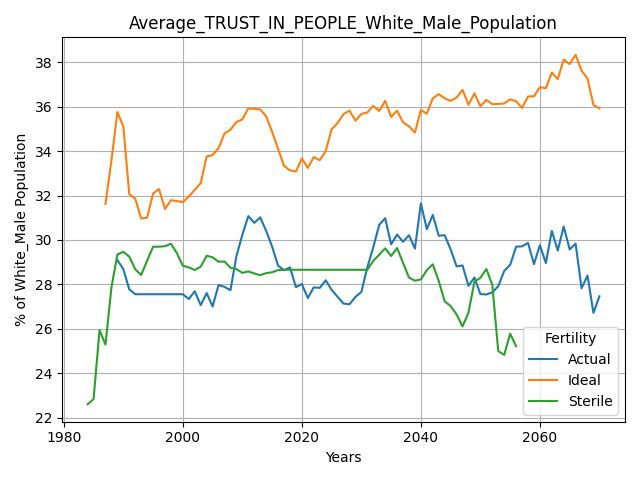 Average_TRUST_IN_PEOPLE_White_Male_Population
% of White_Male Population
38
36
34
32
30
28
26
24
22
1980
2000
2020
2040
2060
Years
Fertility
Actual
Ideal
Sterile